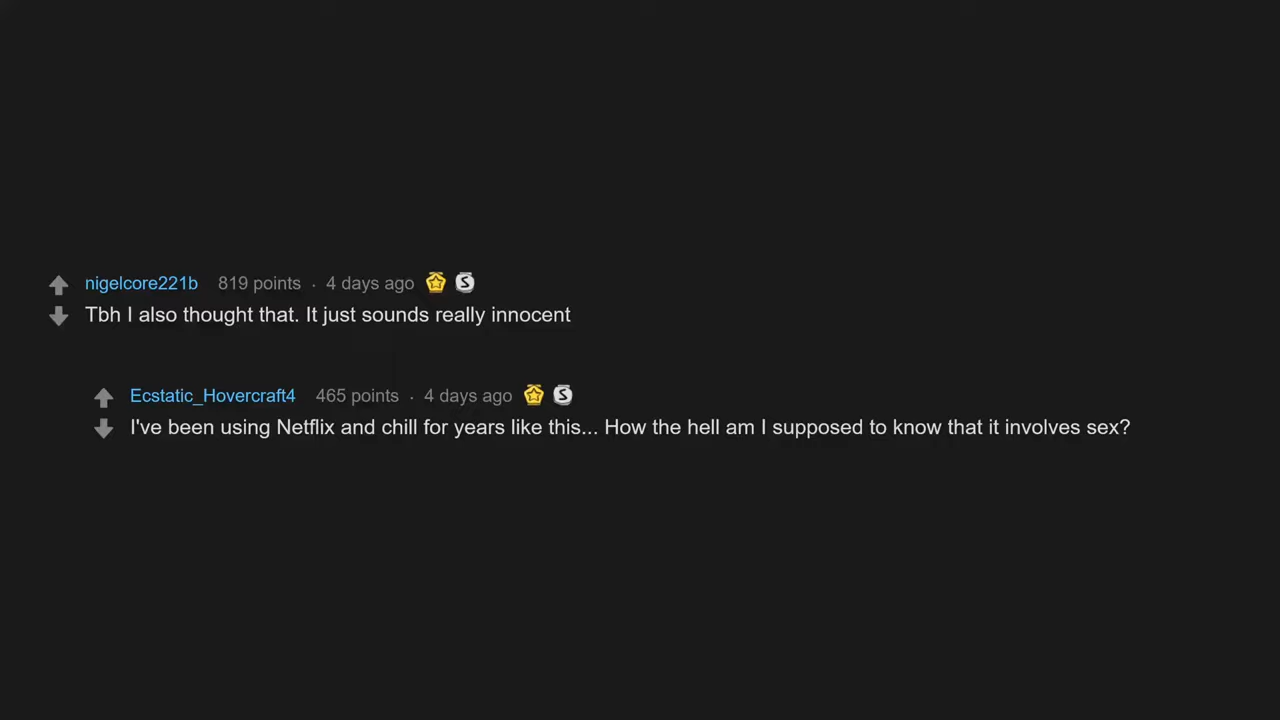 nigelcore221b 819 points · 4 days ago
Tbh I also thought that. It just sounds really innocent
Ecstatic_Hovercraft4 465 points · 4 days ago
I've been using Netflix and chill for years like this... How the hell am I supposed to know that it involves sex?